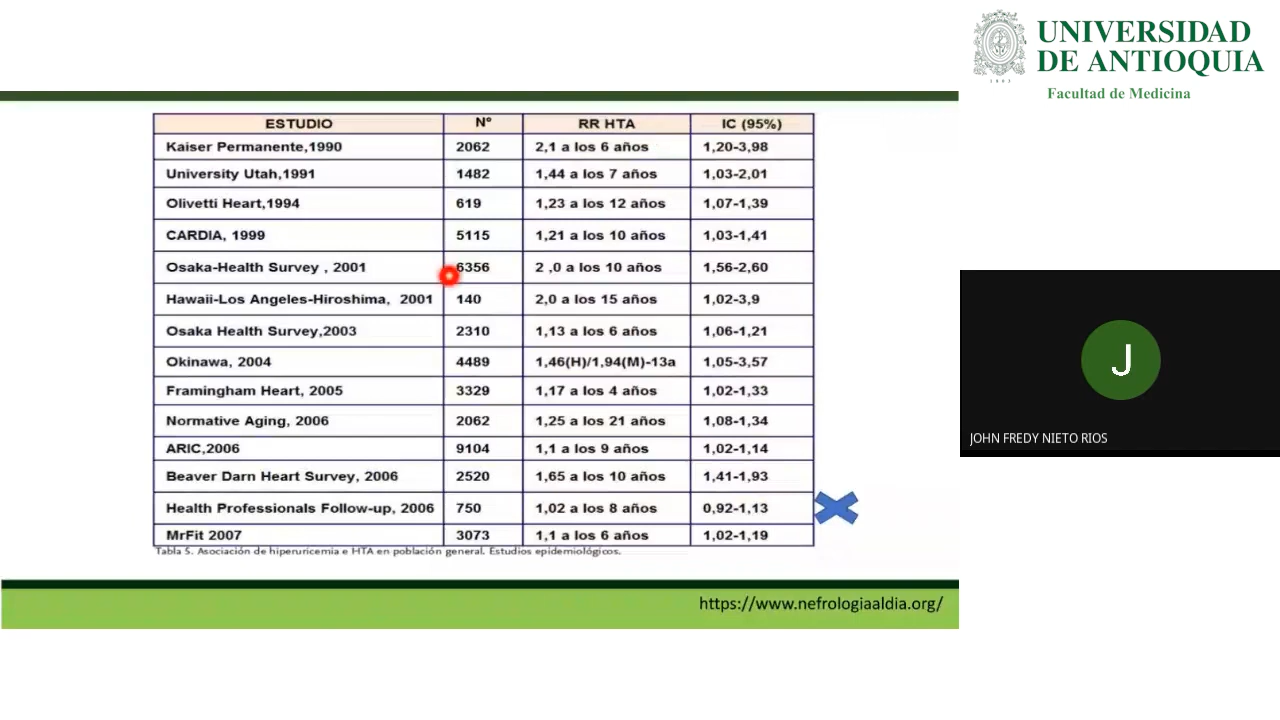 UNIVERSIDAD
DE ANTIOQUIA
1803
Facultad de Medicina
ESTUDIO Nº RR HTA IC (95%)
Kaiser Permanente,1990 2062 2,1 a los 6 años 1,20-3,98
University Utah,1991 1482 1,44 a los 7 años 1,03-2,01
Olivetti Heart,1994 619 1,23 a los 12 años 1,07-1,39
CARDIA, 1999 5115 1,21 a los 10 años 1,03-1,41
Osaka-Health Survey , 2001 6356 2 ,0 a los 10 años 1,56-2,60
Hawaii-Los Angeles-Hiroshima, 2001 140 2,0 a los 15 años 1,02-3,9
Osaka Health Survey,2003 2310 1,13 a los 6 años 1,06-1,21
Okinawa, 2004 4489 1,46(H)/1,94(M)-13a 1,05-3,57
Framingham Heart, 2005 3329 1,17 a los 4 años 1,02-1,33
Normative Aging, 2006 2062 1,25 a los 21 años 1,08-1,34
ARIC,2006 9104 1,1 a los 9 años 1,02-1,14
Beaver Darn Heart Survey, 2006 2520 1,65 a los 10 años 1,41-1,93
Health Professionals Follow-up, 2006 750 1,02 a los 8 años 0,92-1,13
MrFit 2007 3073 1,1 a los 6 años 1,02-1,19
Tabla 5. Asociación de hiperuricemia e HTA en población general. Estudios epidemiológicos.
https://www.nefrologiaaldia.org/
J
JOHN FREDY NIETO RIOS